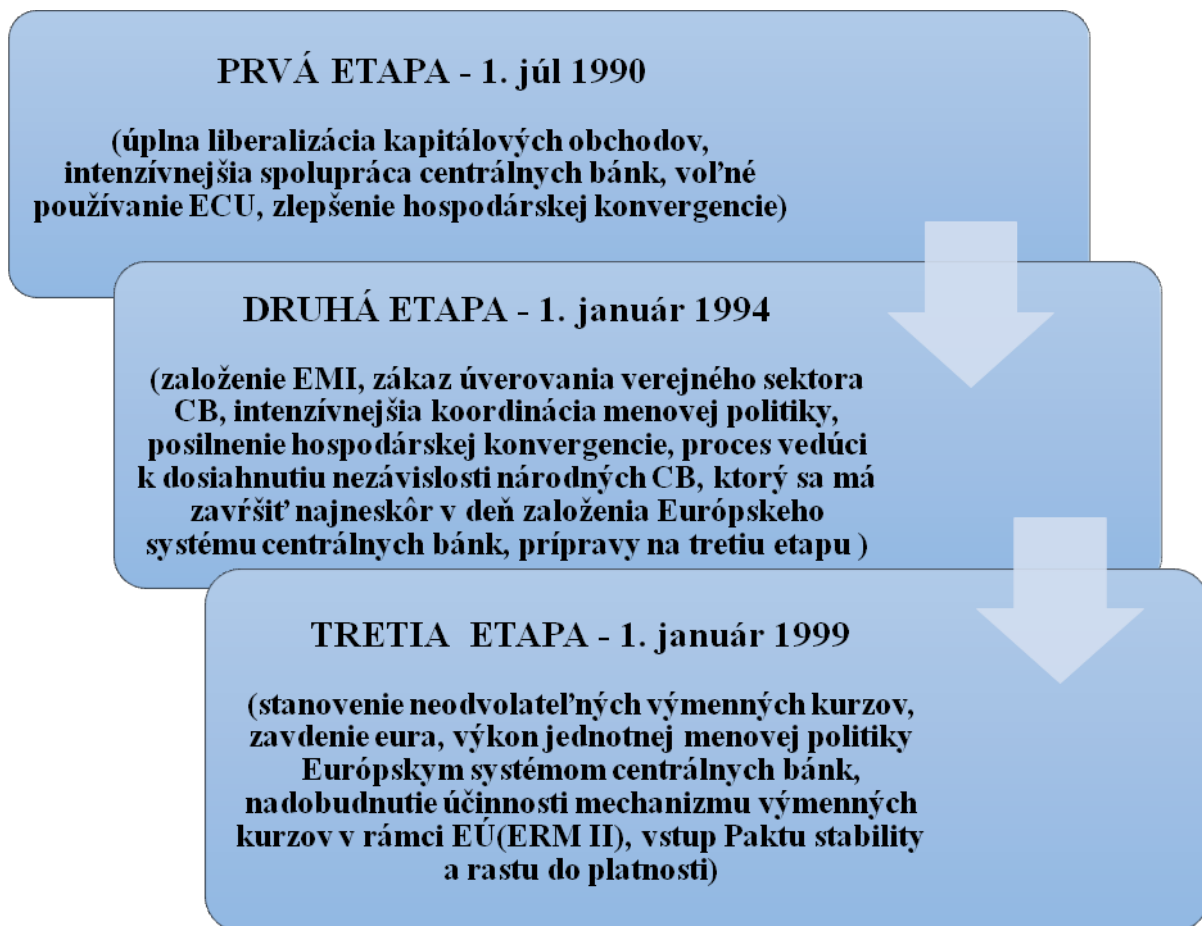 PRVÁ ETAPA - 1. júl 1990
(úplna liberalizácia kapitálových obchodov,
intenzívnejšia spolupráca centrálnych bánk, voľné
používanie ECU, zlepšenie hospodárskej konvergencie)
DRUHÁ ETAPA - 1. január 1994
(založenie EMI, zákaz úverovania verejného sektora
CB, intenzívnejšia koordinácia menovej politiky,
posilnenie hospodárskej konvergencie, proces vedúci
k dosiahnutiu nezávislosti národných CB, ktorý sa má
zavŕšiť najneskôr v deň založenia Európskeho
systému centrálnych bánk, prípravy na tretiu etapu )
TRETIA ETAPA - 1. január 1999
(stanovenie neodvolateľných výmenných kurzov,
zavdenie eura, výkon jednotnej menovej politiky
Európskym systémom centrálnych bánk,
nadobudnutie účinnosti mechanizmu výmenných
kurzov v rámci EÚ(ERM II), vstup Paktu stability
a rastu do platnosti)